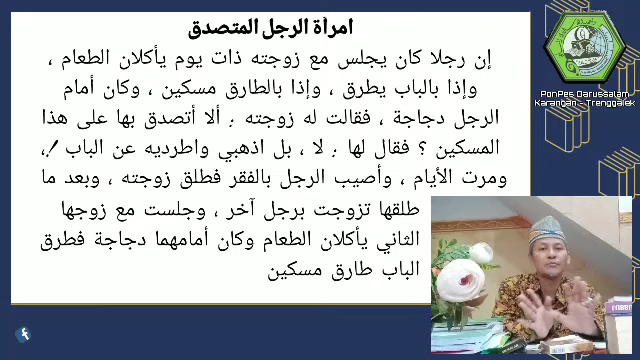 امرأة الرجل المتصدق
إن رجلا كان يجلس مع زوجته ذات يوم يأكلان الطعام ،
وإذا بالباب يطرق ، وإذا بالطارق مسكين ، وكان أمام
الرجل دجاجة ، فقالت له زوجته : ألا أتصدق بها على هذا
المسكين ؟ فقال لها : لا ، بل اذهبي واطرديه عن الباب !،
ومرت الأيام ، وأصيب الرجل بالفقر فطلق زوجته ، وبعد ما
طلقها تزوجت برجل آخر ، وجلست مع زوجها
الثاني يأكلان الطعام وكان أمامهما دجاجة فطرق
الباب طارق مسكين
PonPes Darussalam
Karangan - Trenggalek